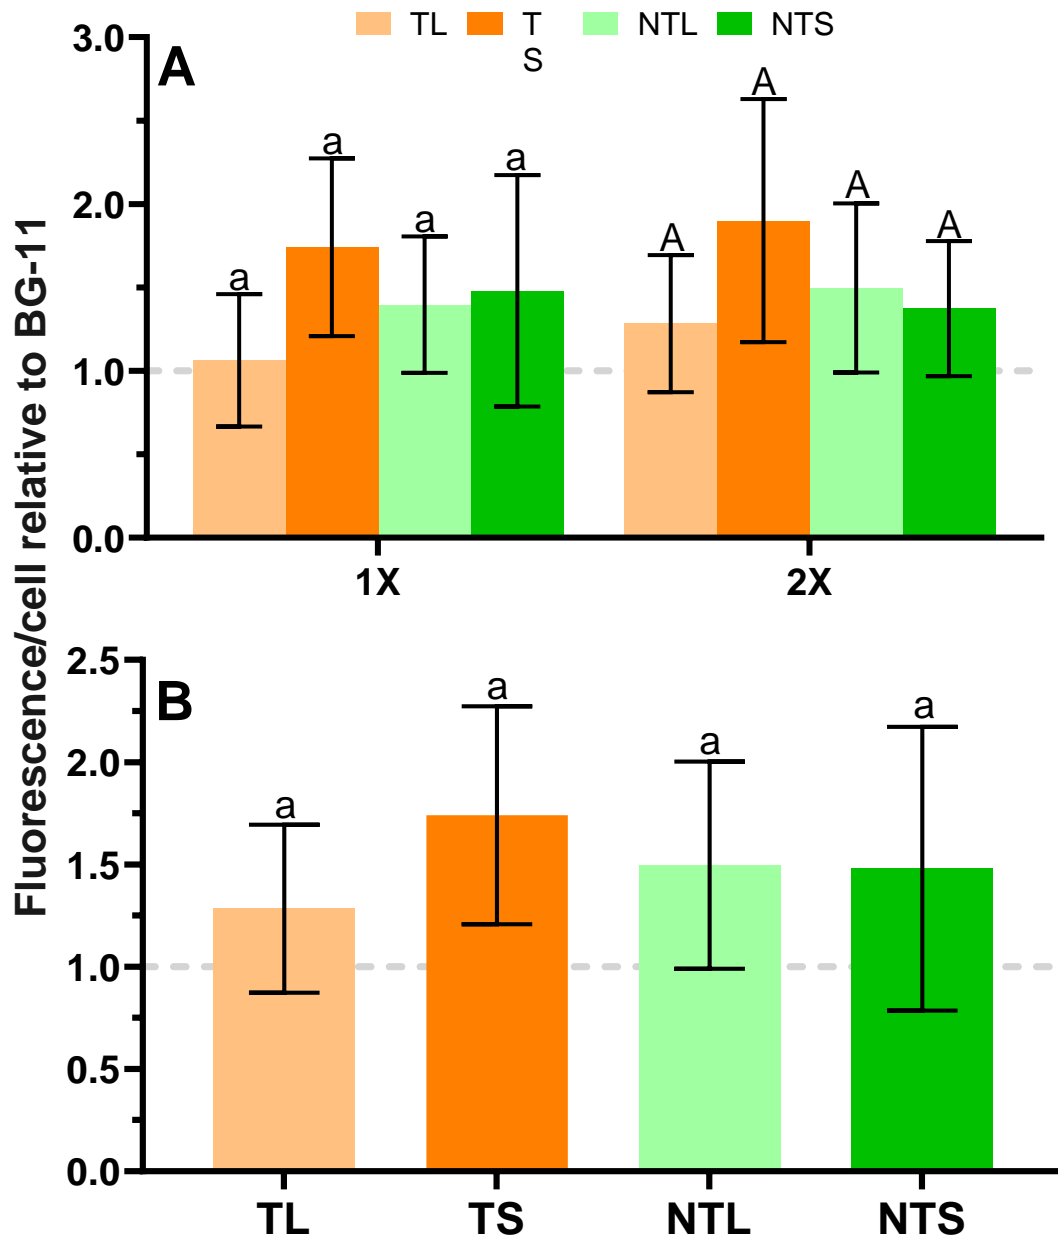 TL T S NTL NTS
Fluorescence/cell relative to BG-11
3.0
A
2.0
1.0
0.0
a a a a A A A A
1X 2X
2.5
B
2.0
1.5
1.0
0.5
0.0
a a a a
TL TS NTL NTS